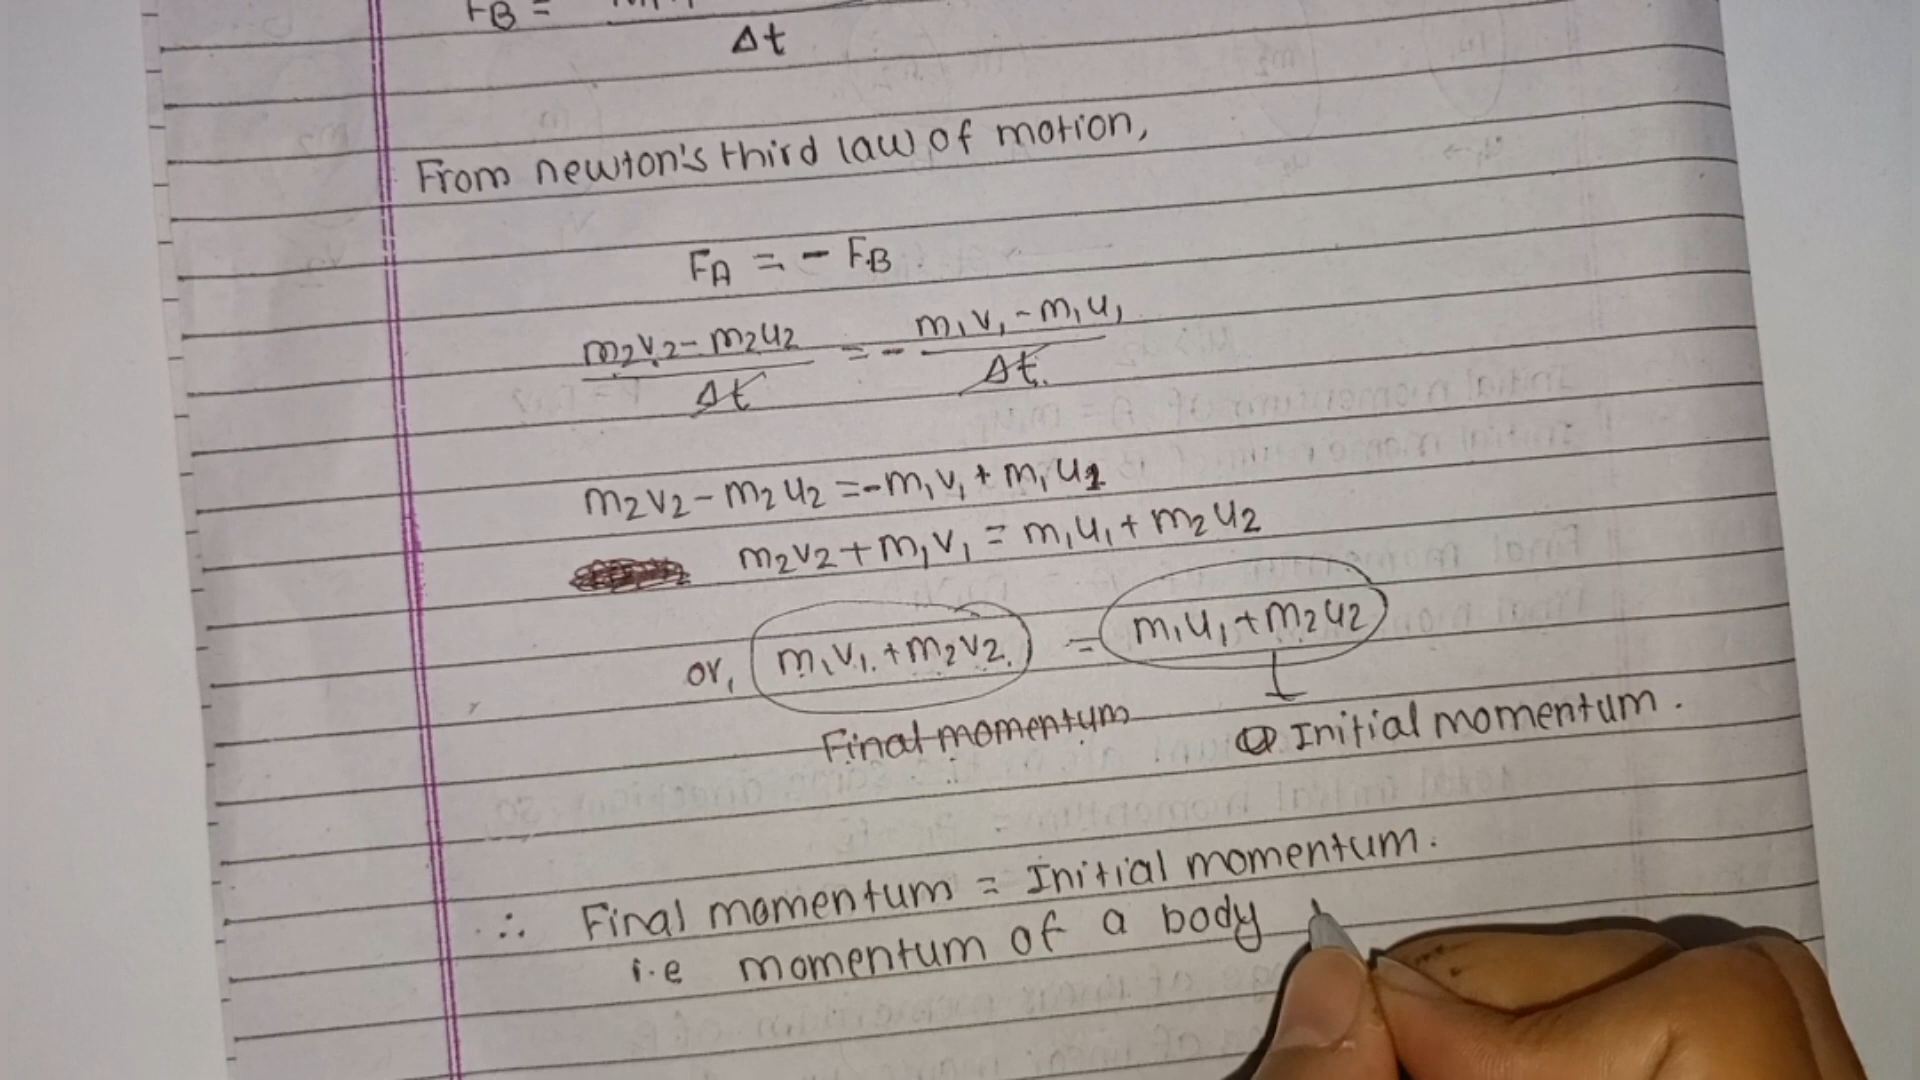 FB =
Δt
From newton's third law of motion,
FA = - FB
m2v2-m2u2 / Δt = - m1v1-m1u1 / Δt
m2v2-m2u2 =-m1v1+m1u1
m2v2+m1v1 = m1u1+m2u2
or, m1v1+m2v2 = m1u1+m2u2
Final momentum Initial momentum.
∴ Final momentum = Initial momentum.
i.e momentum of a body